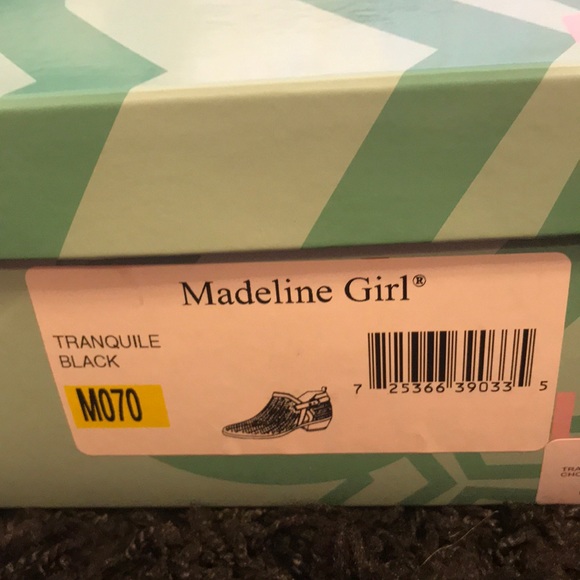 Madeline Girl®
TRANQUILE
BLACK
M070
7 25366 39033 5